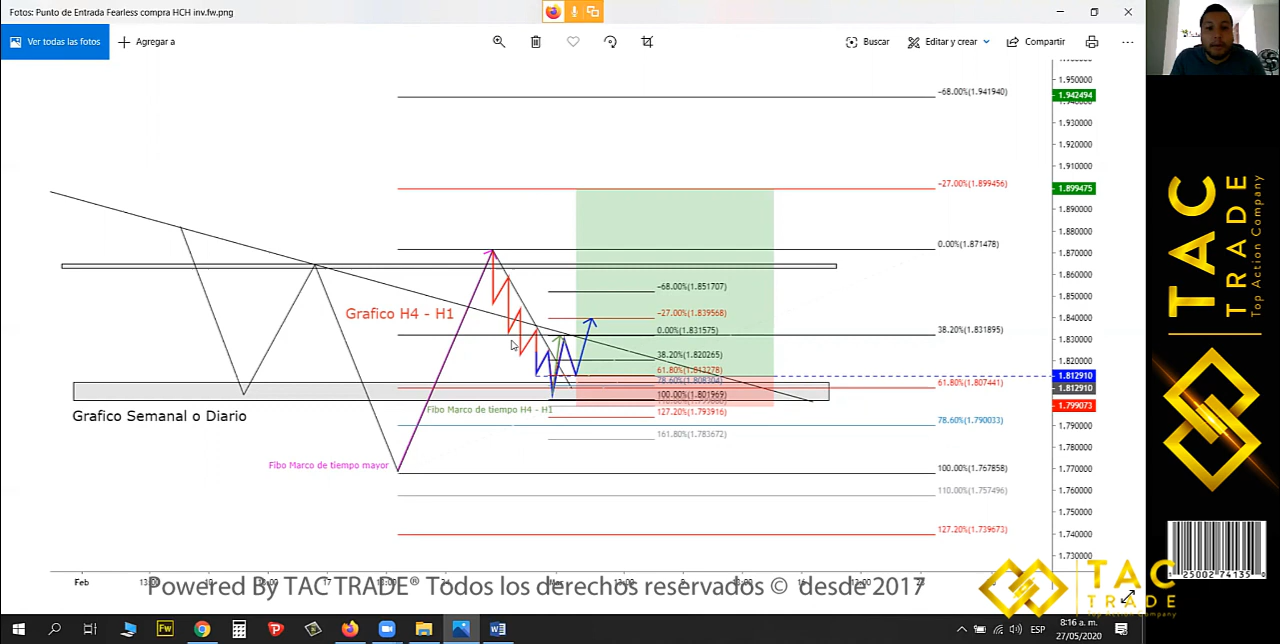 Fotos: Punto de Entrada Fearless compra HCH inv.fw.png
Ver todas las fotos
Agregar a
Buscar
Editar y crear
Compartir
1.950000
-68.00%(1.941940)
1.942494
1.930000
1.920000
1.910000
-27.00%(1.899456)
1.899475
1.890000
1.880000
0.00%(1.871478)
1.870000
1.860000
1.850000
1.840000
1.830000
1.820000
-68.00%(1.851707)
-27.00%(1.839568)
0.00%(1.831575)
38.20%(1.831895)
38.20%(1.820265)
61.80%(1.813278)
78.60%(1.808304)
100.00%(1.801969)
127.20%(1.793916)
161.80%(1.783672)
1.812910
1.812910
61.80%(1.807441)
1.799073
78.60%(1.790033)
1.790000
1.780000
1.770000
1.760000
1.750000
1.740000
1.730000
100.00%(1.767858)
110.00%(1.757496)
127.20%(1.739673)
Grafico H4 - H1
Grafico Semanal o Diario
Fibo Marco de tiempo H4 - H1
Fibo Marco de tiempo mayor
Feb
17
Powered By TACTRADE® Todos los derechos reservados © desde 2017
TAC
TRADE
Top Action Company
TAC
TRADE
Top Action Company
Fw
ESP
8:16 a. m.
27/05/2020